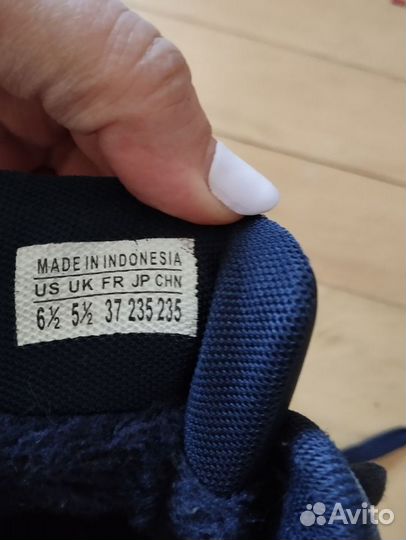 MADE IN INDONESIA
US UK FR JP CHN
6½ 5½ 37 235 235
Avito